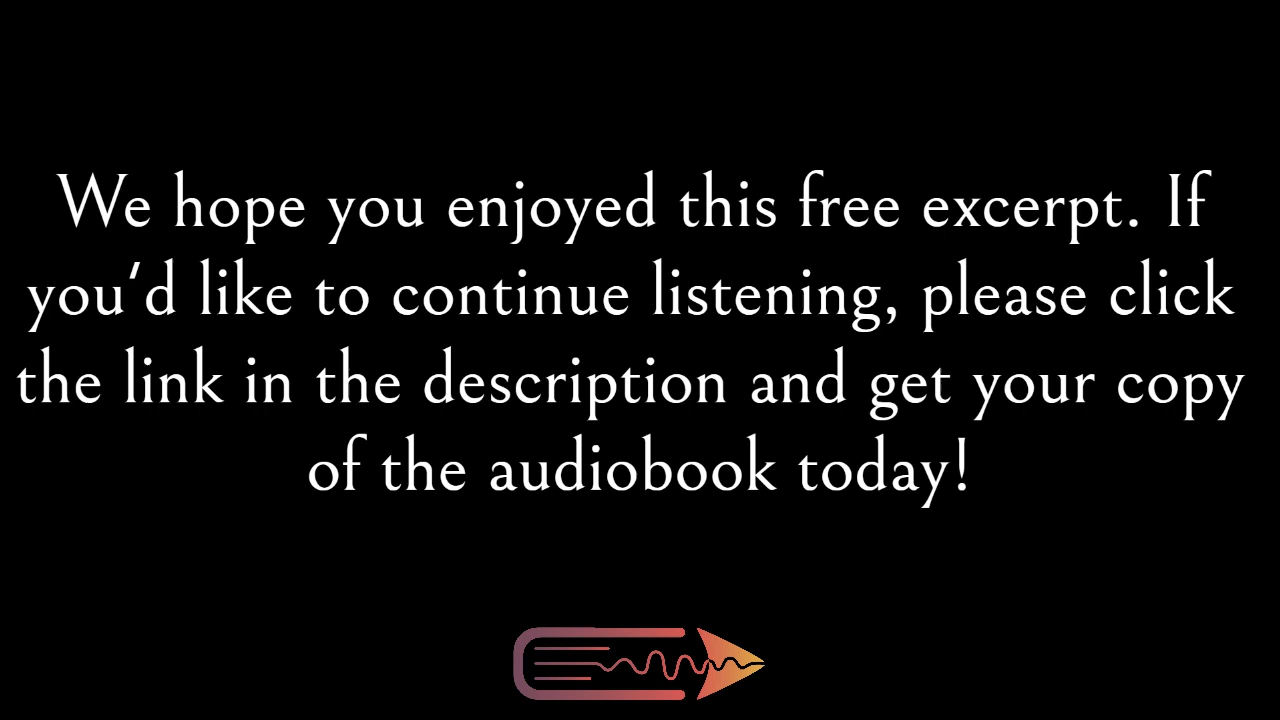 We hope you enjoyed this free excerpt. If
you'd like to continue listening, please click
the link in the description and get your copy
of the audiobook today!